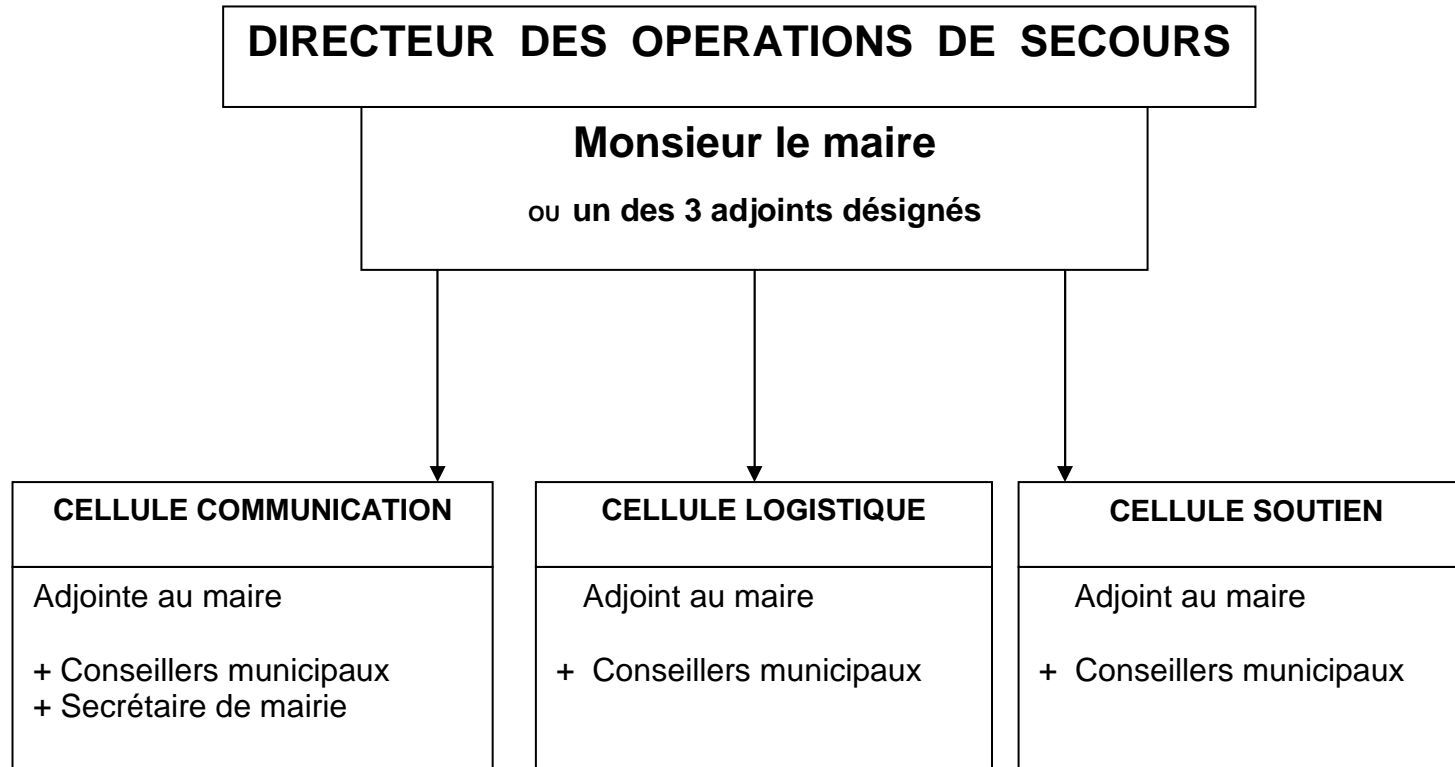 DIRECTEUR DES OPERATIONS DE SECOURS
Monsieur le maire
OU un des 3 adjoints désignés
CELLULE COMMUNICATION
Adjointe au maire
+ Conseillers municipaux
+ Secrétaire de mairie
CELLULE LOGISTIQUE
Adjoint au maire
+ Conseillers municipaux
CELLULE SOUTIEN
Adjoint au maire
+ Conseillers municipaux